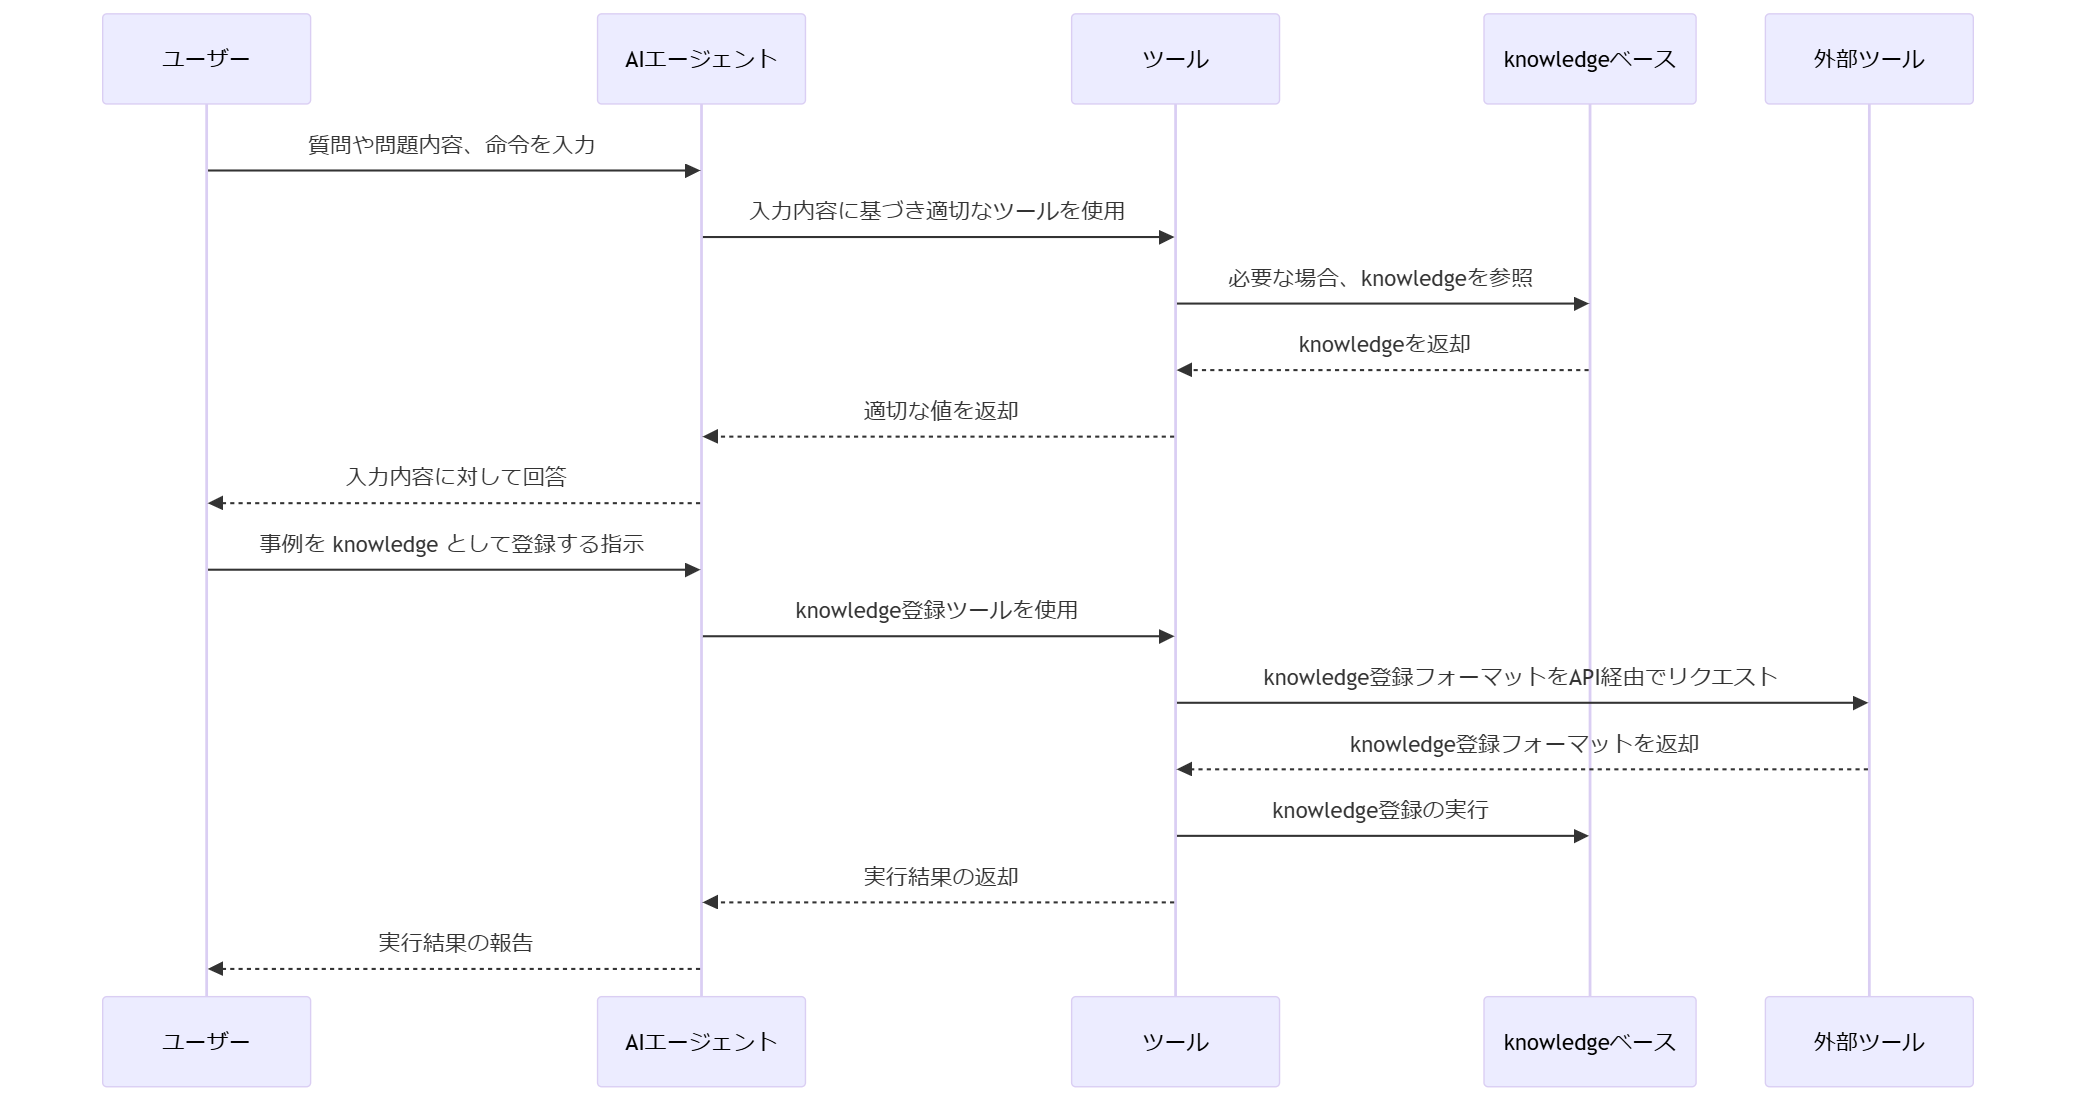 ユーザー
AIエージェント
ツール
knowledgeベース
外部ツール
質問や問題内容、命令を入力
入力内容に基づき適切なツールを使用
必要な場合、knowledgeを参照
knowledgeを返却
適切な値を返却
入力内容に対して回答
事例を knowledge として登録する指示
knowledge登録ツールを使用
knowledge登録フォーマットをAPI経由でリクエスト
knowledge登録フォーマットを返却
knowledge登録の実行
実行結果の返却
実行結果の報告
ユーザー
AIエージェント
ツール
knowledgeベース
外部ツール